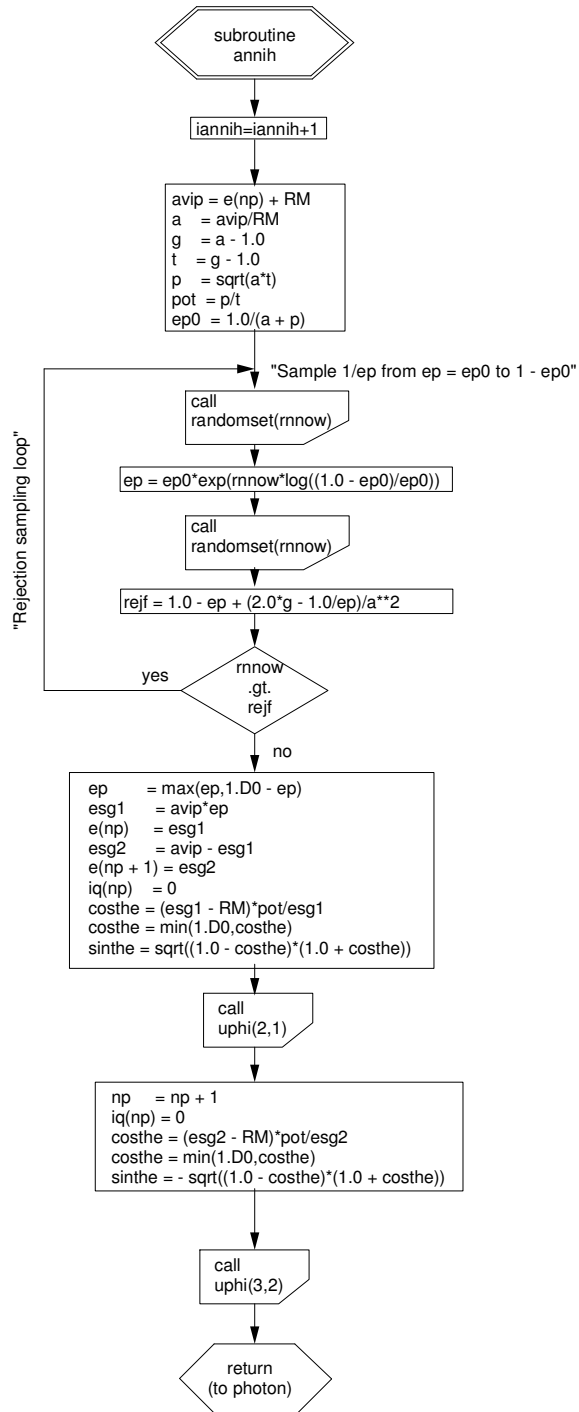 subroutine
annih
iannih=iannih+1
avip = e(np) + RM
a = avip/RM
g = a - 1.0
t = g - 1.0
p = sqrt(a*t)
pot = p/t
ep0 = 1.0/(a + p)
"Sample 1/ep from ep = ep0 to 1 - ep0"
"Rejection sampling loop"
call
randomset(rnnow)
ep = ep0*exp(rnnow*log((1.0 - ep0)/ep0))
call
randomset(rnnow)
rejf = 1.0 - ep + (2.0*g - 1.0/ep)/a**2
yes
rnnow
.gt.
rejf
no
ep = max(ep,1.D0 - ep)
esg1 = avip*ep
e(np) = esg1
esg2 = avip - esg1
e(np + 1) = esg2
iq(np) = 0
costhe = (esg1 - RM)*pot/esg1
costhe = min(1.D0,costhe)
sinthe = sqrt((1.0 - costhe)*(1.0 + costhe))
call
uphi(2,1)
np = np + 1
iq(np) = 0
costhe = (esg2 - RM)*pot/esg2
costhe = min(1.D0,costhe)
sinthe = - sqrt((1.0 - costhe)*(1.0 + costhe))
call
uphi(3,2)
return
(to photon)